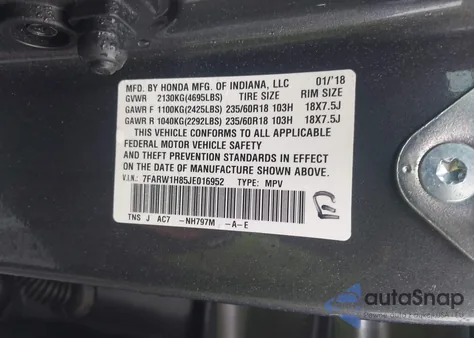 MFD. BY HONDA MFG. OF INDIANA, LLC 01/'18
GVWR 2130KG(4695LBS) TIRE SIZE RIM SIZE
GAWR F 1100KG(2425LBS) 235/60R18 103H 18X7.5J
GAWR R 1040KG(2292LBS) 235/60R18 103H 18X7.5J
THIS VEHICLE CONFORMS TO ALL APPLICABLE
FEDERAL MOTOR VEHICLE SAFETY
AND THEFT PREVENTION STANDARDS IN EFFECT
ON THE DATE OF MANUFACTURE SHOWN ABOVE.
V.I.N.: 7FARW1H85JE016952 TYPE: MPV
TNS J AC7 -NH797M -A-E
autoSnap